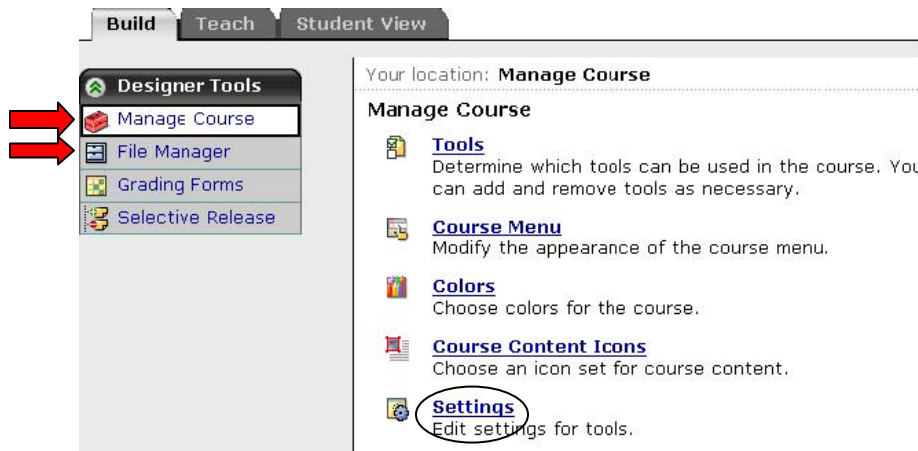 Build Teach Student View
Designer Tools
Manage Course
File Manager
Grading Forms
Selective Release
Your location: Manage Course
Manage Course
Tools
Determine which tools can be used in the course. You
can add and remove tools as necessary.
Course Menu
Modify the appearance of the course menu.
Colors
Choose colors for the course.
Course Content Icons
Choose an icon set for course content.
Settings
Edit settings for tools.